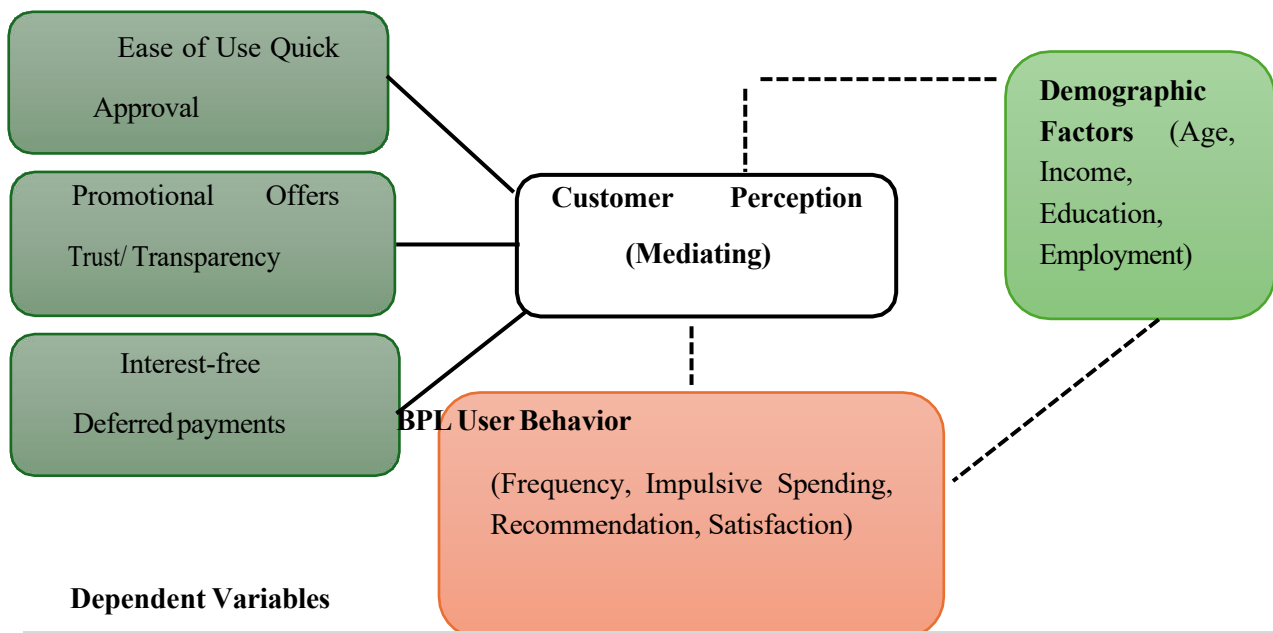 Ease of Use Quick
Approval
Promotional Offers
Trust/ Transparency
Interest-free
Deferred payments
Customer Perception
(Mediating)
Demographic
Factors (Age,
Income,
Education,
Employment)
BPL User Behavior
(Frequency, Impulsive Spending,
Recommendation, Satisfaction)
Dependent Variables